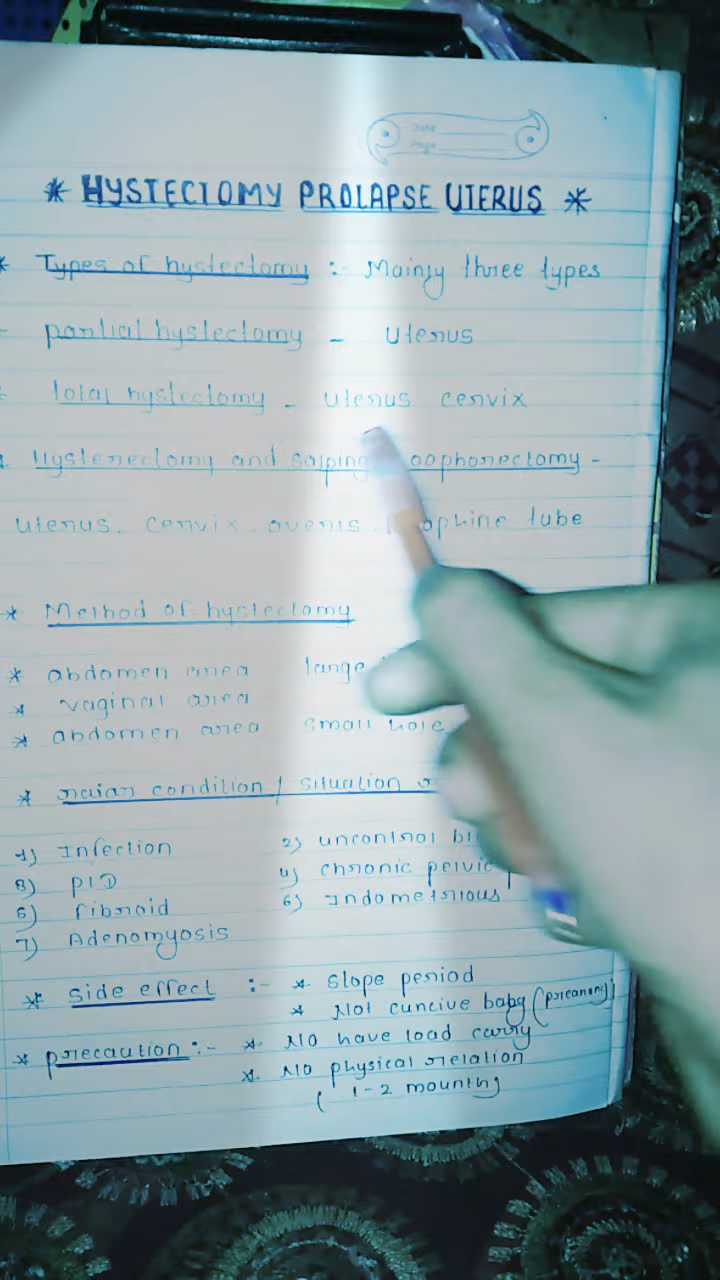 Date
Page
* HYSTECTOMY PROLAPSE UTERUS *
* Types of hystectomy :- Mainly three types
- partial hystectomy - Uterus
total hystectomy - Uterus cervix
Hysterectomy and salping oophorectomy -
uterus. cervix. overis. ophine tube
* Method of hystectomy
* abdomen area large
* vaginal area
* abdomen area small hole
* condition / situation
1) Infection 2) uncontrol
3) PID 4) chronic pelvic
5) fibroid 6) Indometrious
7) Adenomyosis
* side effect :- * Slope period
* Not cuncive baby
* precaution :- * No have load carry
* No physical relation
( 1-2 mounth)